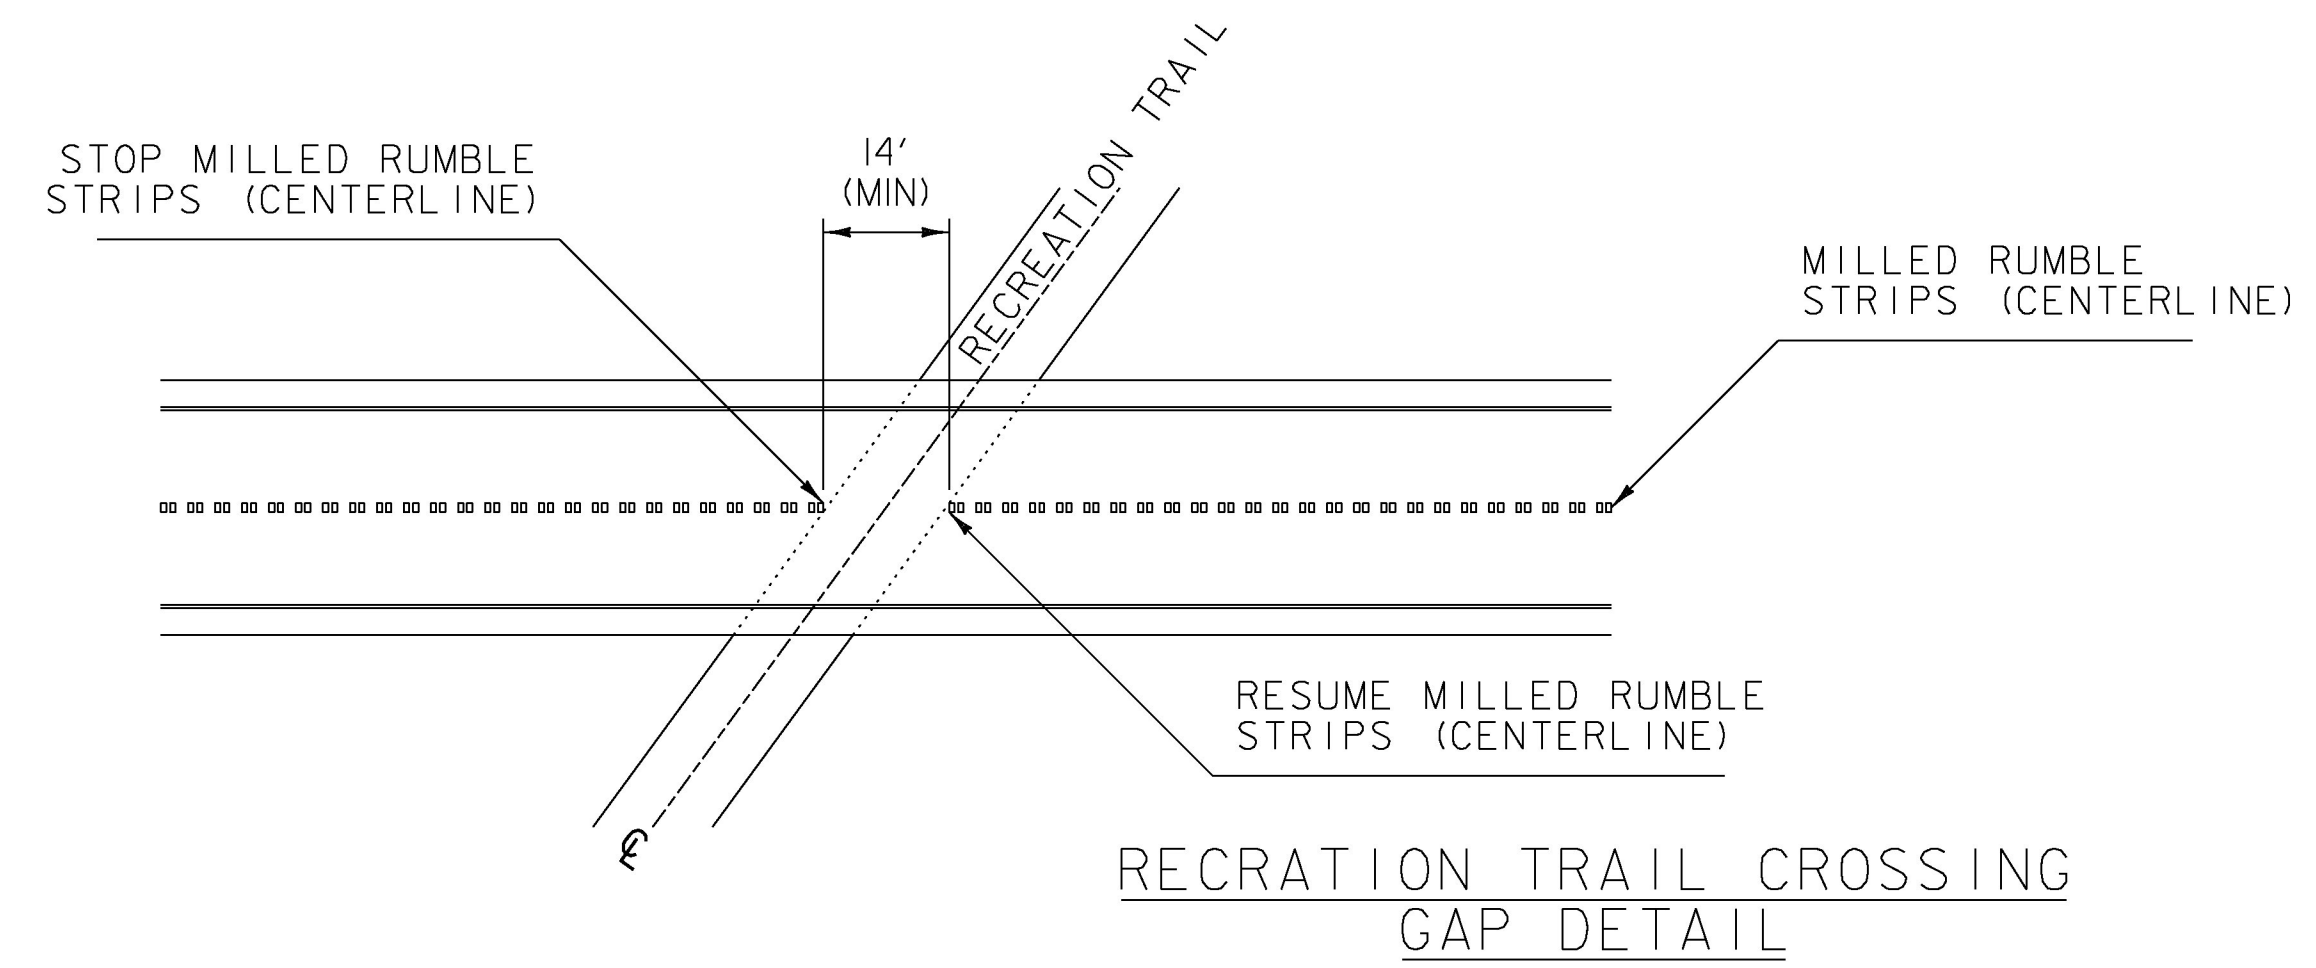 STOP MILLED RUMBLE
STRIPS (CENTERLINE)
14'
(MIN)
RECREATION TRAIL
MILLED RUMBLE
STRIPS (CENTERLINE)
RESUME MILLED RUMBLE
STRIPS (CENTERLINE)
℄
RECRATION TRAIL CROSSING
GAP DETAIL